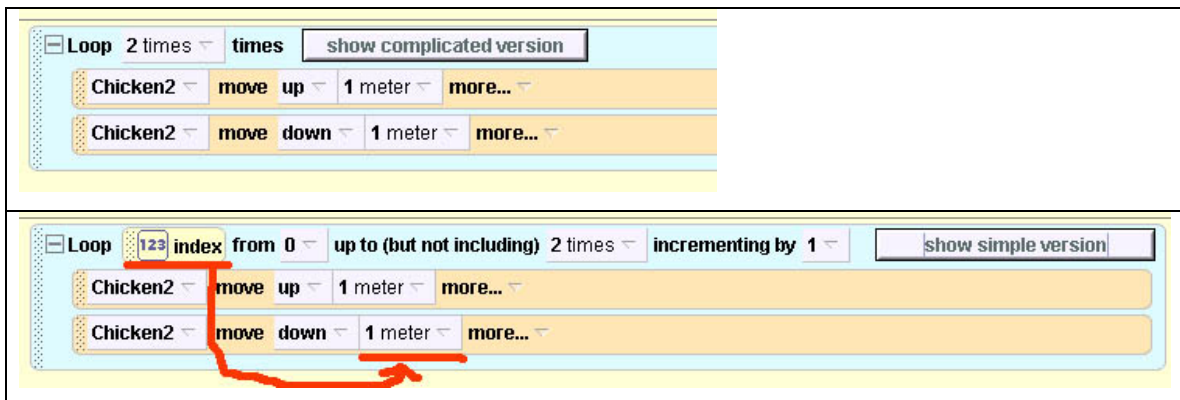 Loop 2 times times show complicated version
Chicken2 move up 1 meter more...
Chicken2 move down 1 meter more...
Loop 123 index from 0 up to (but not including) 2 times incrementing by 1 show simple version
Chicken2 move up 1 meter more...
Chicken2 move down 1 meter more...